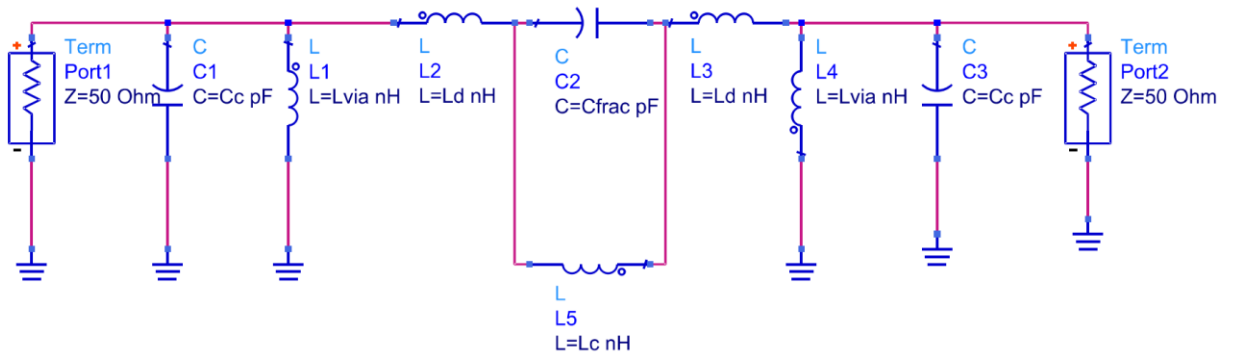 +
Term
Port1
Z=50 Ohm
-
C
C1
C=Cc pF
L
L1
L=Lvia nH
L
L2
L=Ld nH
C
C2
C=Cfrac pF
L
L3
L=Ld nH
L
L4
L=Lvia nH
C
C3
C=Cc pF
+
Term
Port2
Z=50 Ohm
-
L
L5
L=Lc nH